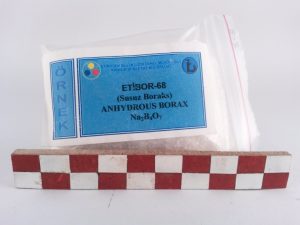 ÖRNEK
ETİBOR-68
(Susuz Boraks)
ANHYDROUS BORAX
Na₂B₄O₇